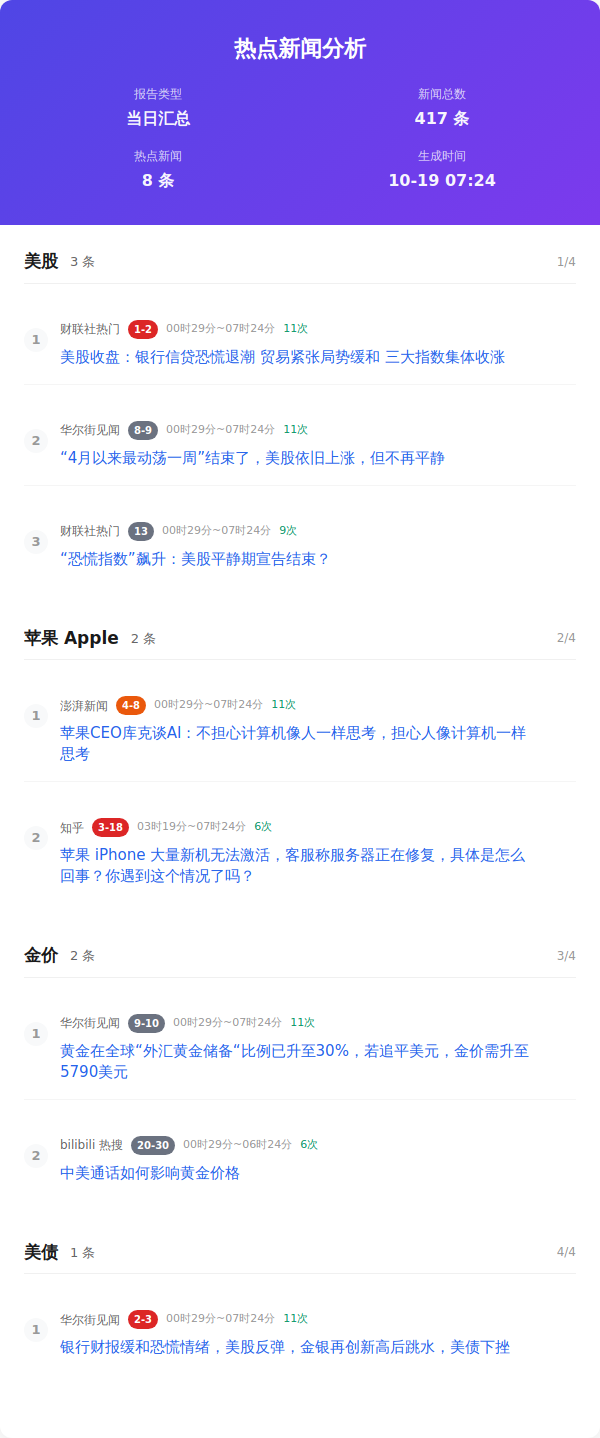 热点新闻分析
报告类型
新闻总数
当日汇总
417 条
热点新闻
生成时间
8 条
10-19 07:24
美股 3 条 1/4
1
财联社热门 1-2 00时29分~07时24分 11次
美股收盘：银行信贷恐慌退潮 贸易紧张局势缓和 三大指数集体收涨
2
华尔街见闻 8-9 00时29分~07时24分 11次
“4月以来最动荡一周”结束了，美股依旧上涨，但不再平静
3
财联社热门 13 00时29分~07时24分 9次
“恐慌指数”飙升：美股平静期宣告结束？
苹果 Apple 2 条 2/4
1
澎湃新闻 4-8 00时29分~07时24分 11次
苹果CEO库克谈AI：不担心计算机像人一样思考，担心人像计算机一样
思考
2
知乎 3-18 03时19分~07时24分 6次
苹果 iPhone 大量新机无法激活，客服称服务器正在修复，具体是怎么
回事？你遇到这个情况了吗？
金价 2 条 3/4
1
华尔街见闻 9-10 00时29分~07时24分 11次
黄金在全球“外汇黄金储备“比例已升至30%，若追平美元，金价需升至
5790美元
2
bilibili 热搜 20-30 00时29分~06时24分 6次
中美通话如何影响黄金价格
美债 1 条 4/4
1
华尔街见闻 2-3 00时29分~07时24分 11次
银行财报缓和恐慌情绪，美股反弹，金银再创新高后跳水，美债下挫